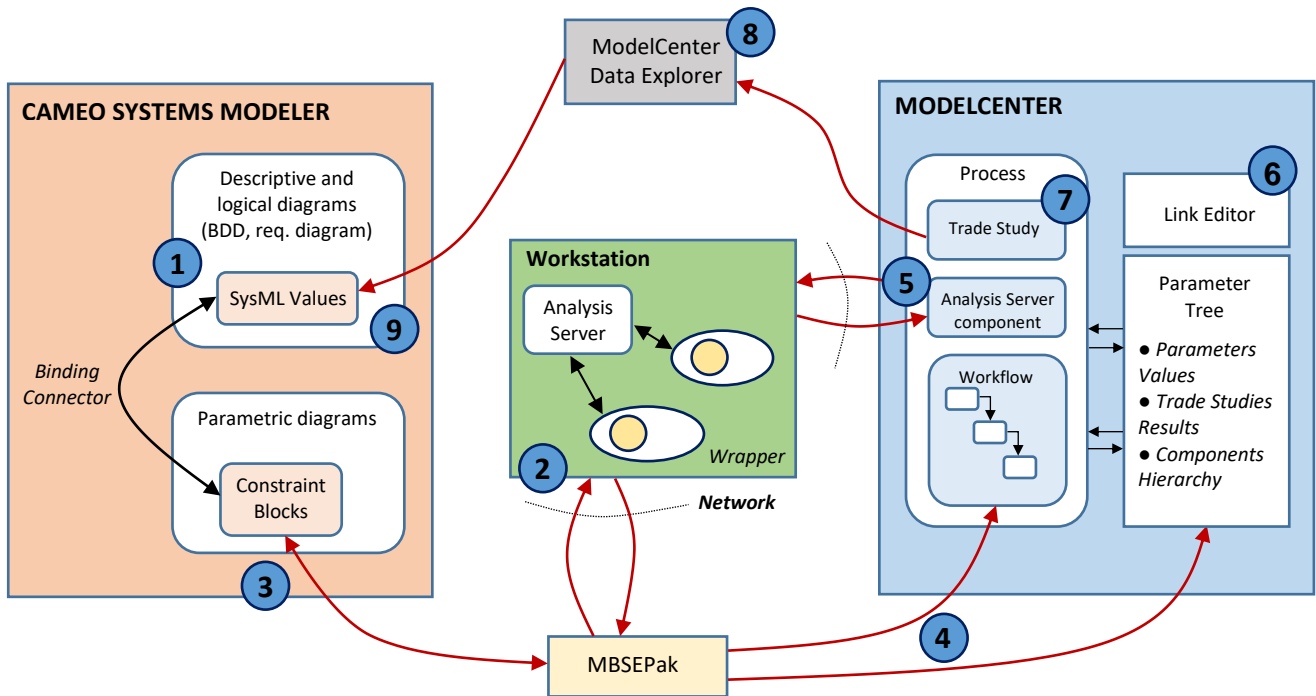 8
ModelCenter
Data Explorer
CAMEO SYSTEMS MODELER
Descriptive and
logical diagrams
(BDD, req. diagram)
1
SysML Values
9
Binding
Connector
Parametric diagrams
Constraint
Blocks
3
Workstation
Analysis
Server
Wrapper
2
Network
MBSEPak
4
MODELCENTER
Process
7
Trade Study
5
Analysis Server
component
Workflow
6
Link Editor
Parameter
Tree
● Parameters
Values
● Trade Studies
Results
● Components
Hierarchy